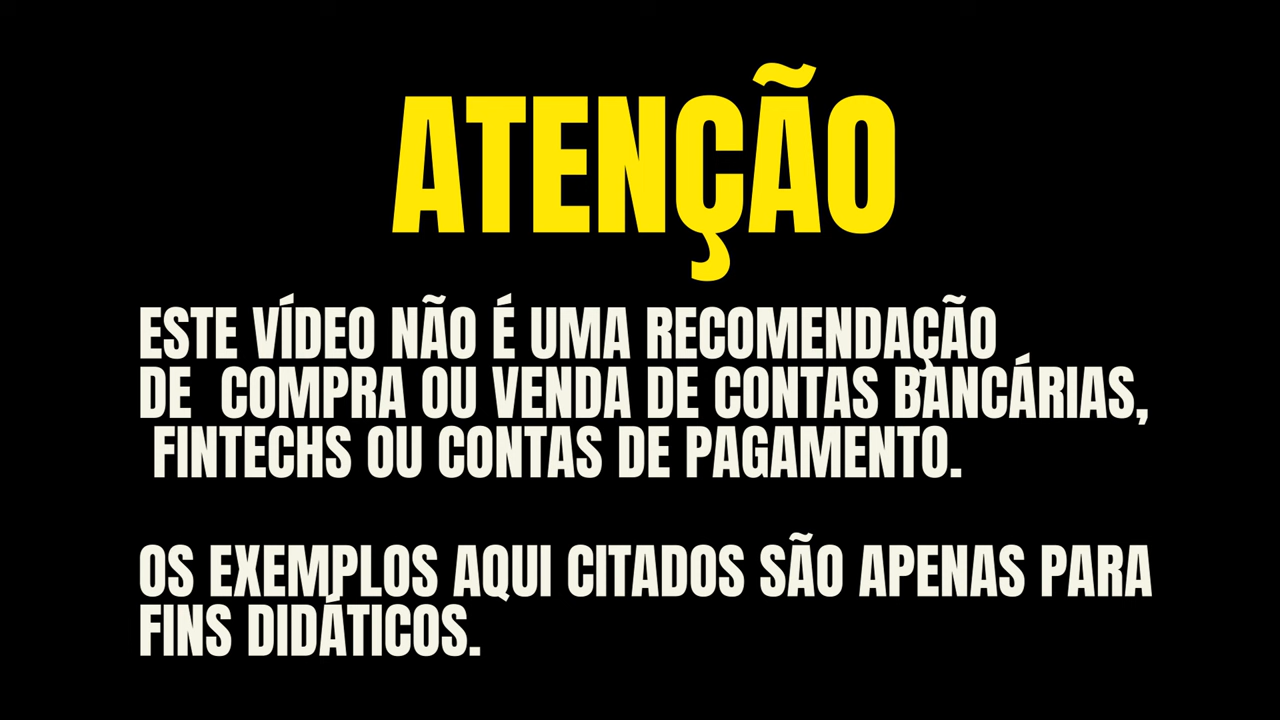 ATENÇÃO
ESTE VÍDEO NÃO É UMA RECOMENDAÇÃO
DE COMPRA OU VENDA DE CONTAS BANCÁRIAS,
FINTECHS OU CONTAS DE PAGAMENTO.
OS EXEMPLOS AQUI CITADOS SÃO APENAS PARA
FINS DIDÁTICOS.